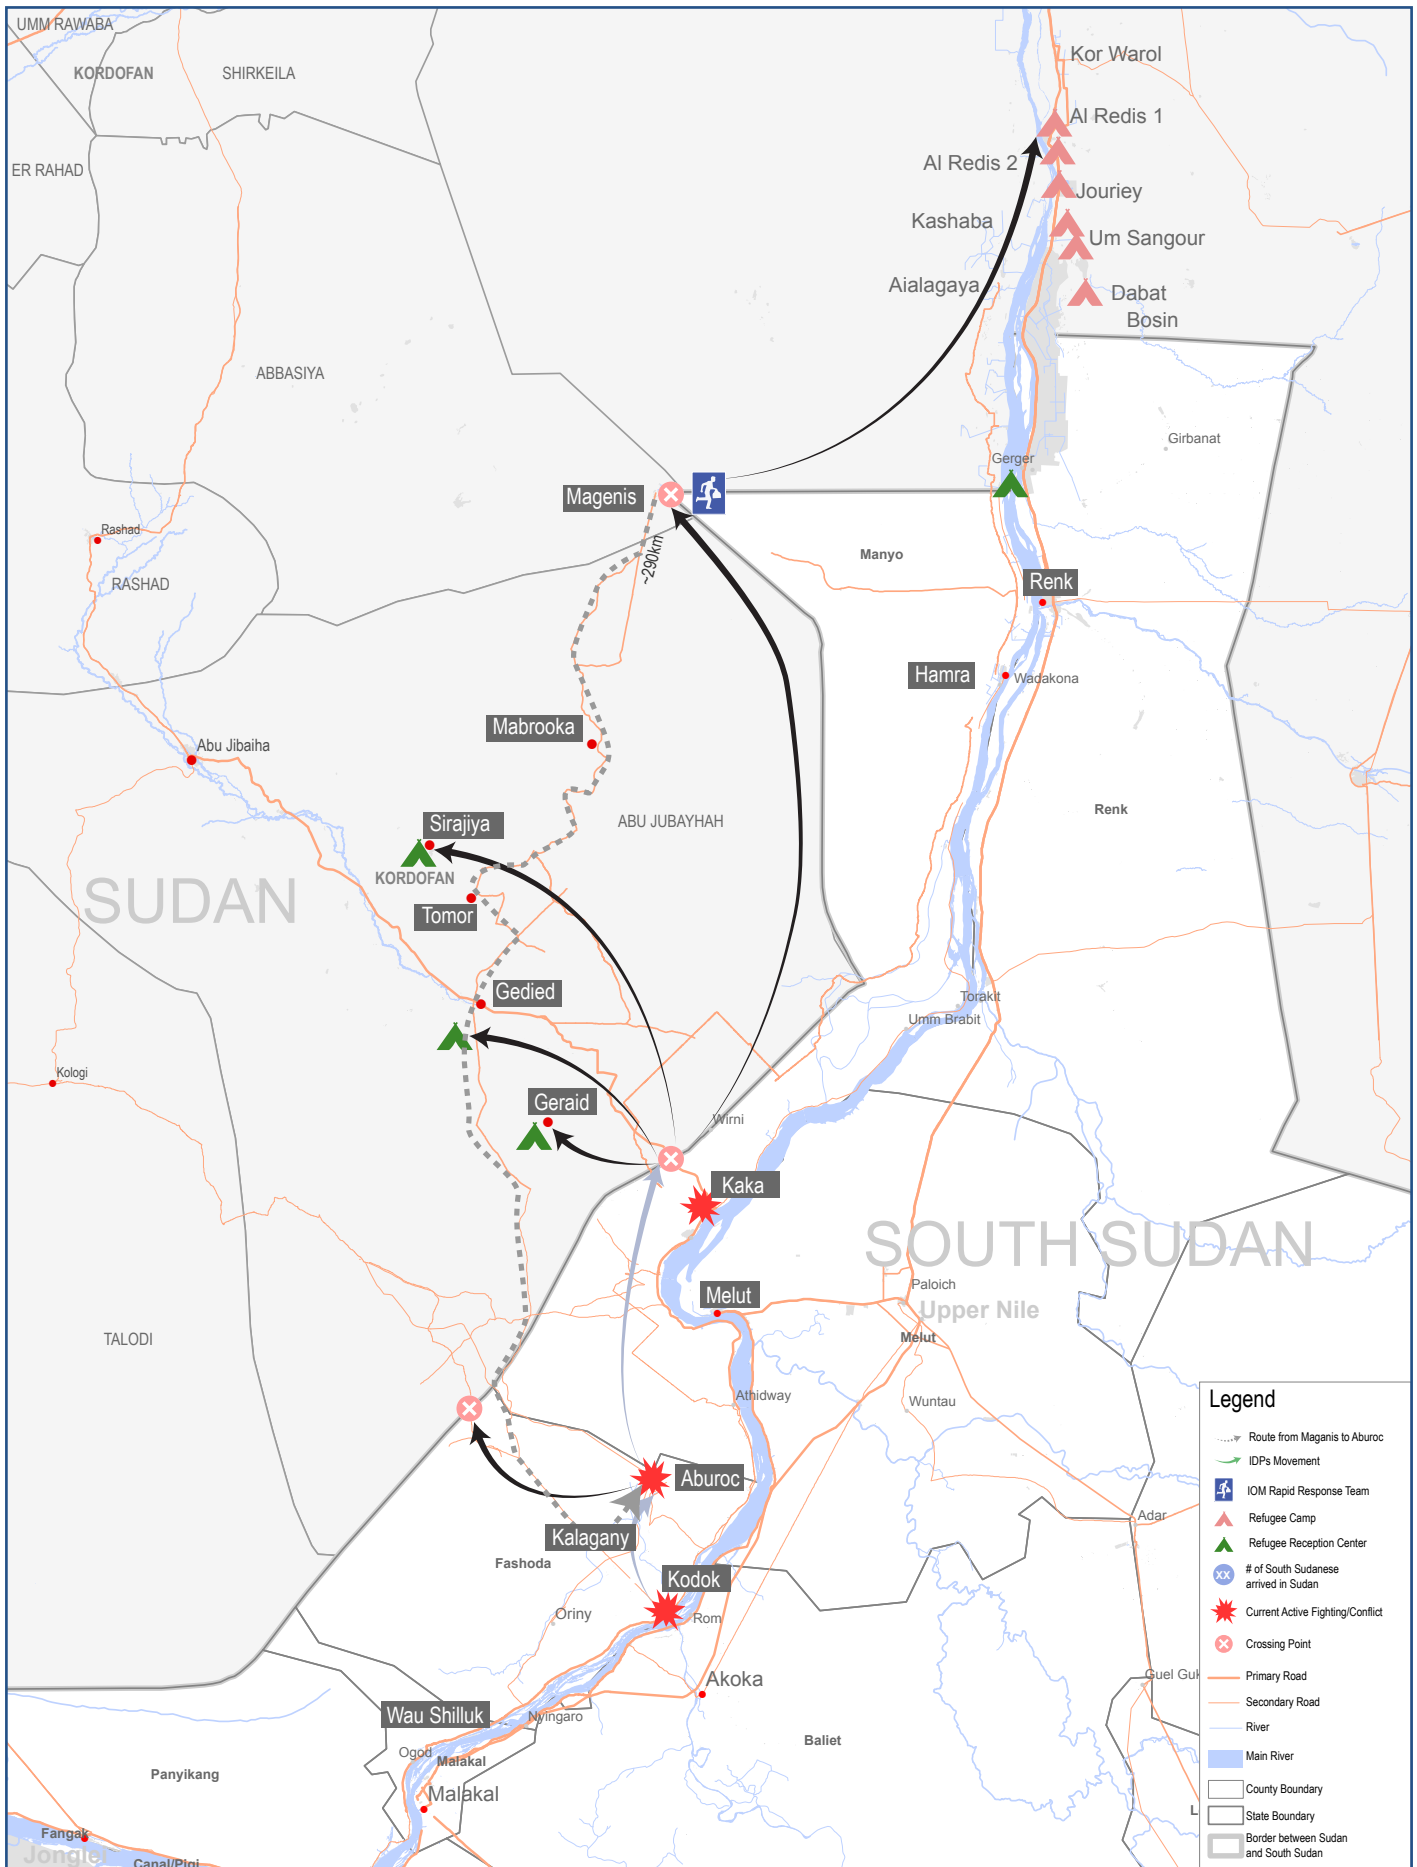 UMM RAWABA
KORDOFAN
SHIRKEILA
ER RAHAD
Kor Warol
Al Redis 1
Al Redis 2
Jouriey
Kashaba
Um Sangour
Aialagaya
Dabat
Bosin
ABBASIYA
Girbanat
Gerger
Magenis
~290km
Manyo
Rashad
RASHAD
Renk
Hamra
Wadakona
Mabrooka
Abu Jibaiha
ABU JUBAYHAH
Renk
Sirajiya
KORDOFAN
SUDAN
Tomor
Gedied
Torakit
Umm Brabit
Kologi
Geraid
Wirni
Kaka
SOUTH SUDAN
Paloich
Melut
Upper Nile
Melut
TALODI
Athidway
Wuntau
Aburoc
Adar
Kalagany
Fashoda
Kodok
Oriny
Rom
Guel Guk
Akoka
Wau Shilluk
Nyingaro
Baliet
Ogod
Malakal
Panyikang
Malakal
L
Fangak
Jonglei
Canal/Pigi
Legend
Route from Maganis to Aburoc
IDPs Movement
IOM Rapid Response Team
Refugee Camp
Refugee Reception Center
xx
# of South Sudanese
arrived in Sudan
Current Active Fighting/Conflict
Crossing Point
Primary Road
Secondary Road
River
Main River
County Boundary
State Boundary
Border between Sudan
and South Sudan